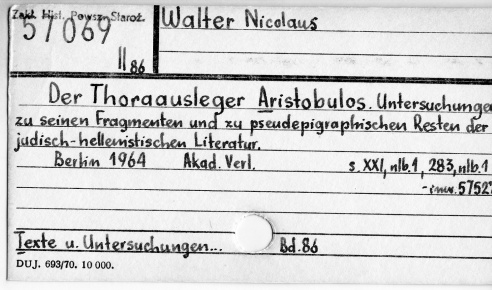 Zakł. Hist. Powsz. Staroż.
57069
II 86
Walter Nicolaus
Der Thoraausleger Aristobulos. Untersuchungen
zu seinen Fragmenten und zu pseudepigraphischen Resten der
jüdisch-hellenistischen Literatur.
Berlin 1964 Akad. Verl. s. XXI, nlb.1, 283, nlb.1
-inw. 57527
Texte u. Untersuchungen... Bd. 86
DUJ. 693/70. 10 000.